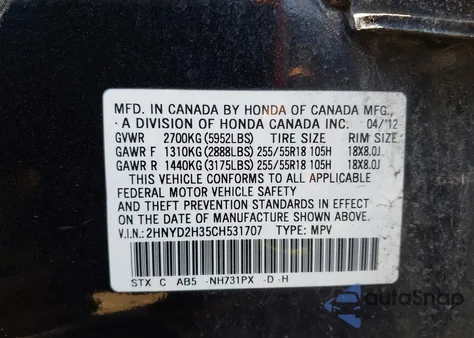 MFD. IN CANADA BY HONDA OF CANADA MFG.,
A DIVISION OF HONDA CANADA INC. 04/'12
GVWR 2700KG (5952LBS) TIRE SIZE RIM SIZE
GAWR F 1310KG (2888LBS) 255/55R18 105H 18X8.0J
GAWR R 1440KG (3175LBS) 255/55R18 105H 18X8.0J
THIS VEHICLE CONFORMS TO ALL APPLICABLE
FEDERAL MOTOR VEHICLE SAFETY
AND THEFT PREVENTION STANDARDS IN EFFECT
ON THE DATE OF MANUFACTURE SHOWN ABOVE.
V.I.N.: 2HNYD2H35CH531707 TYPE: MPV
STX C AB5 -NH731PX -D -H
autoSnap